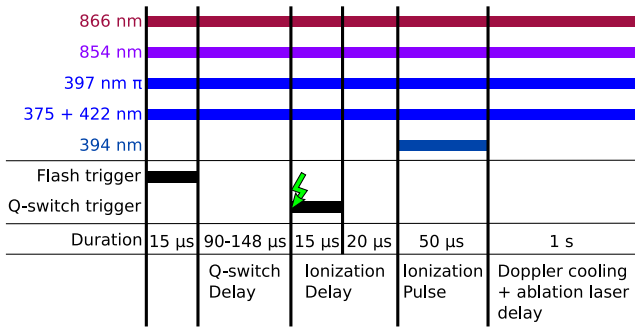 866 nm
854 nm
397 nm π
375 + 422 nm
394 nm
Flash trigger
Q-switch trigger
Duration 15 µs 90-148 µs 15 µs 20 µs 50 µs 1 s
Q-switch Ionization Ionization Doppler cooling
Delay Delay Pulse + ablation laser
delay